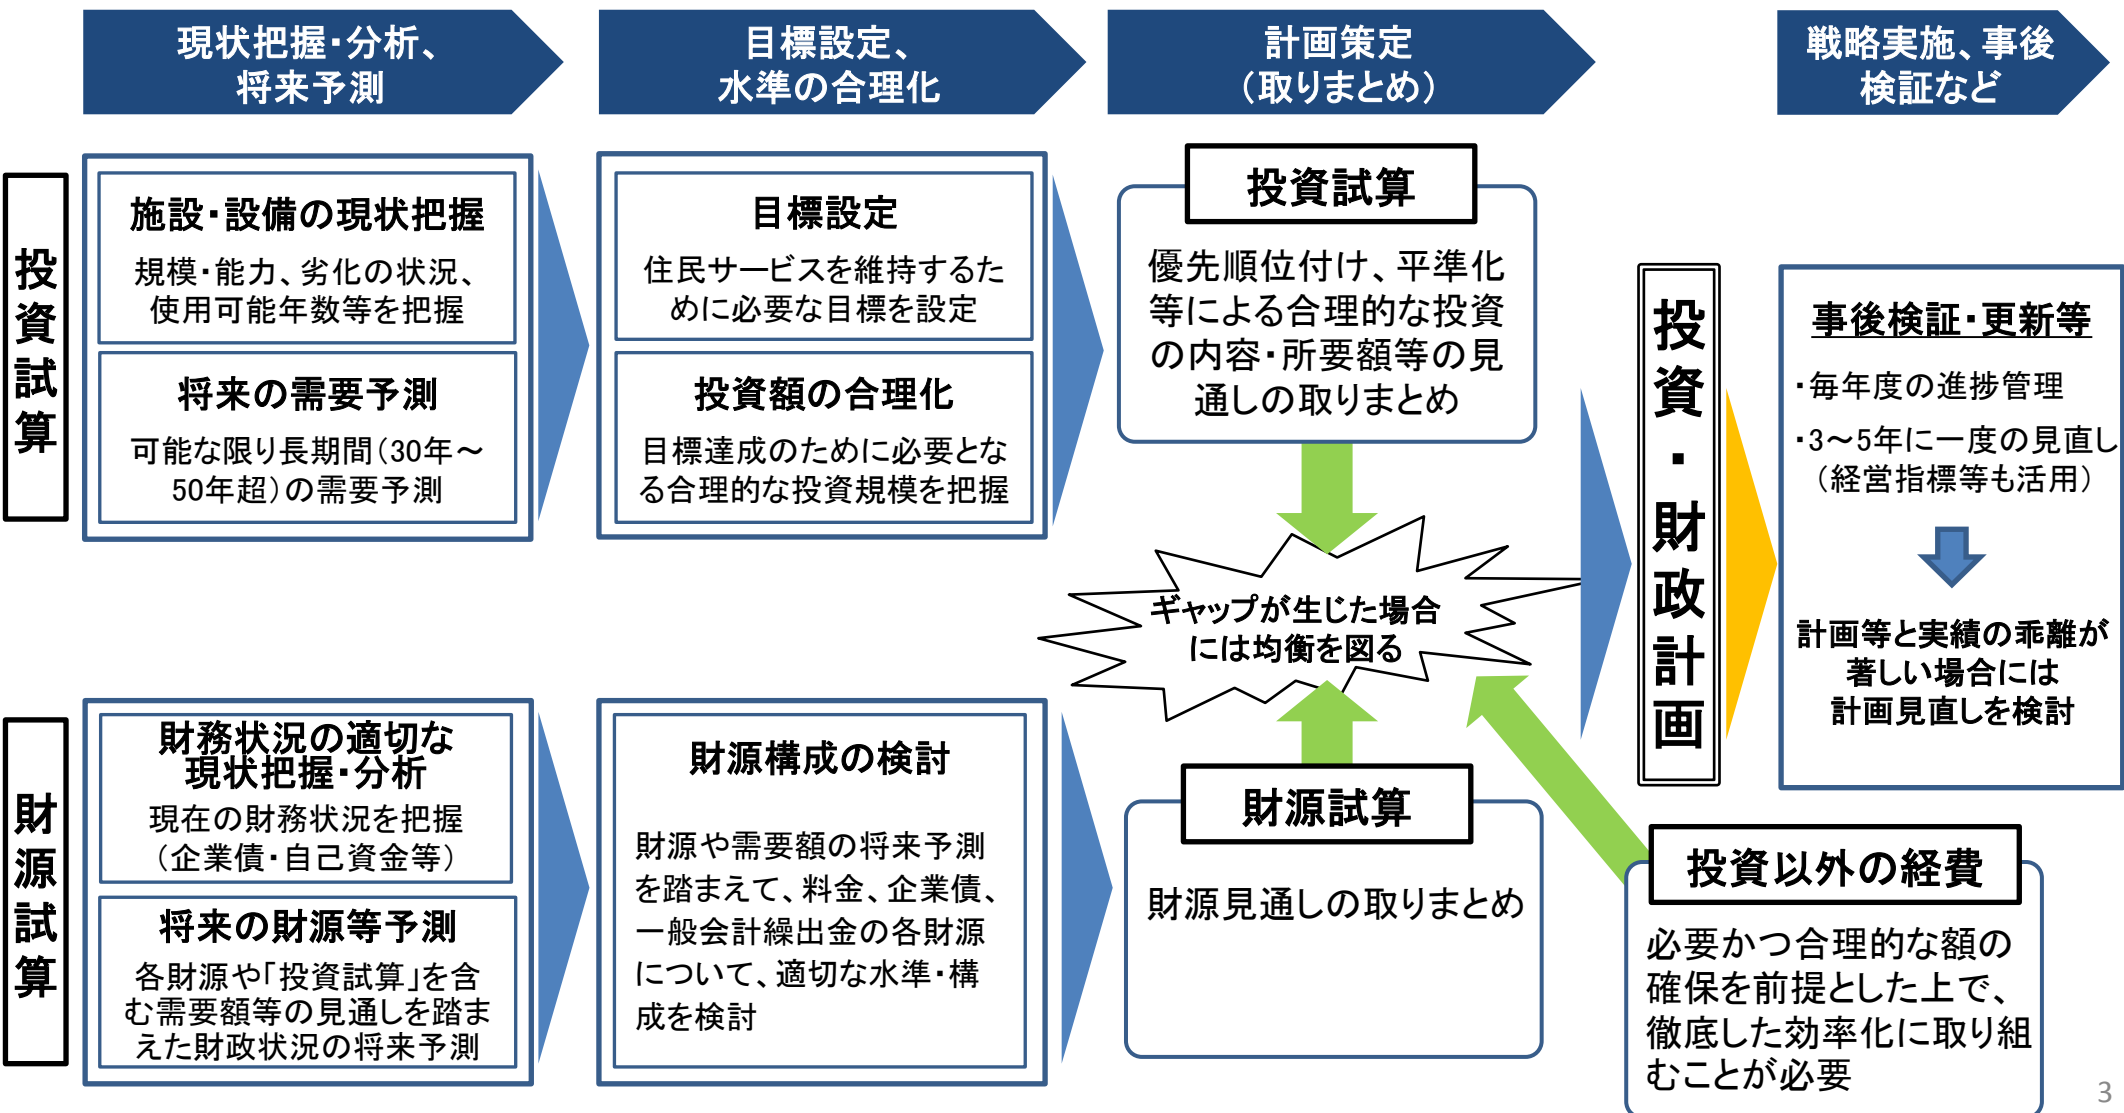 現状把握・分析、
将来予測
目標設定、
水準の合理化
計画策定
（取りまとめ）
戦略実施、事後
検証など
投資試算
施設・設備の現状把握
規模・能力、劣化の状況、
使用可能年数等を把握
将来の需要予測
可能な限り長期間（30年～
50年超）の需要予測
目標設定
住民サービスを維持するた
めに必要な目標を設定
投資額の合理化
目標達成のために必要とな
る合理的な投資規模を把握
投資試算
優先順位付け、平準化
等による合理的な投資
の内容・所要額等の見
通しの取りまとめ
ギャップが生じた場合
には均衡を図る
投資・財政計画
事後検証・更新等
・毎年度の進捗管理
・3～5年に一度の見直し
（経営指標等も活用）
計画等と実績の乖離が
著しい場合には
計画見直しを検討
財源試算
財務状況の適切な
現状把握・分析
現在の財務状況を把握
（企業債・自己資金等）
将来の財源等予測
各財源や「投資試算」を含
む需要額等の見通しを踏ま
えた財政状況の将来予測
財源構成の検討
財源や需要額の将来予測
を踏まえて、料金、企業債、
一般会計繰出金の各財源
について、適切な水準・構
成を検討
財源試算
財源見通しの取りまとめ
投資以外の経費
必要かつ合理的な額の
確保を前提とした上で、
徹底した効率化に取り組
むことが必要
3